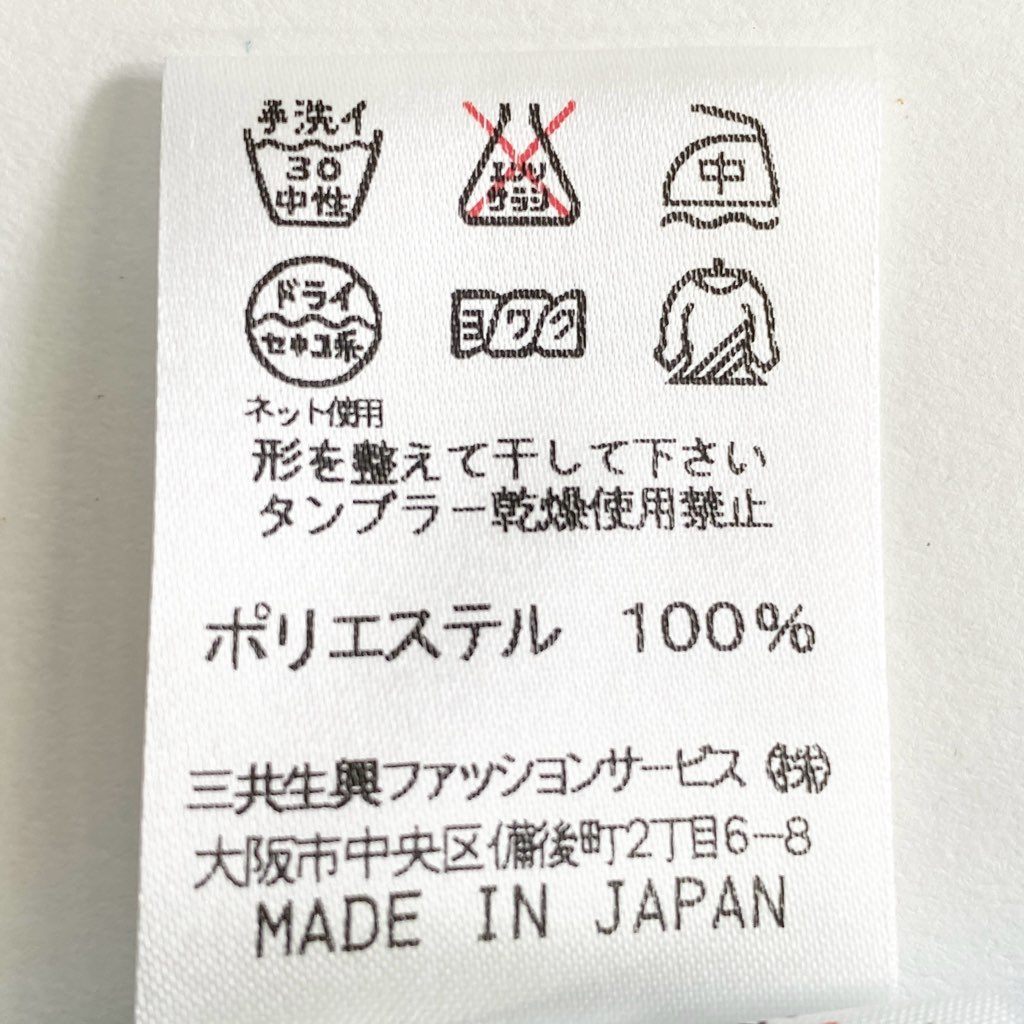 手洗イ
30
中性
エンソ
サラシ
中
ドライ
セキユ系
ヨワク
ネット使用
形を整えて干して下さい
タンブラー乾燥使用禁止
ポリエステル 100%
三共生興ファッションサービス ㈱
大阪市中央区備後町2丁目6-8
MADE IN JAPAN